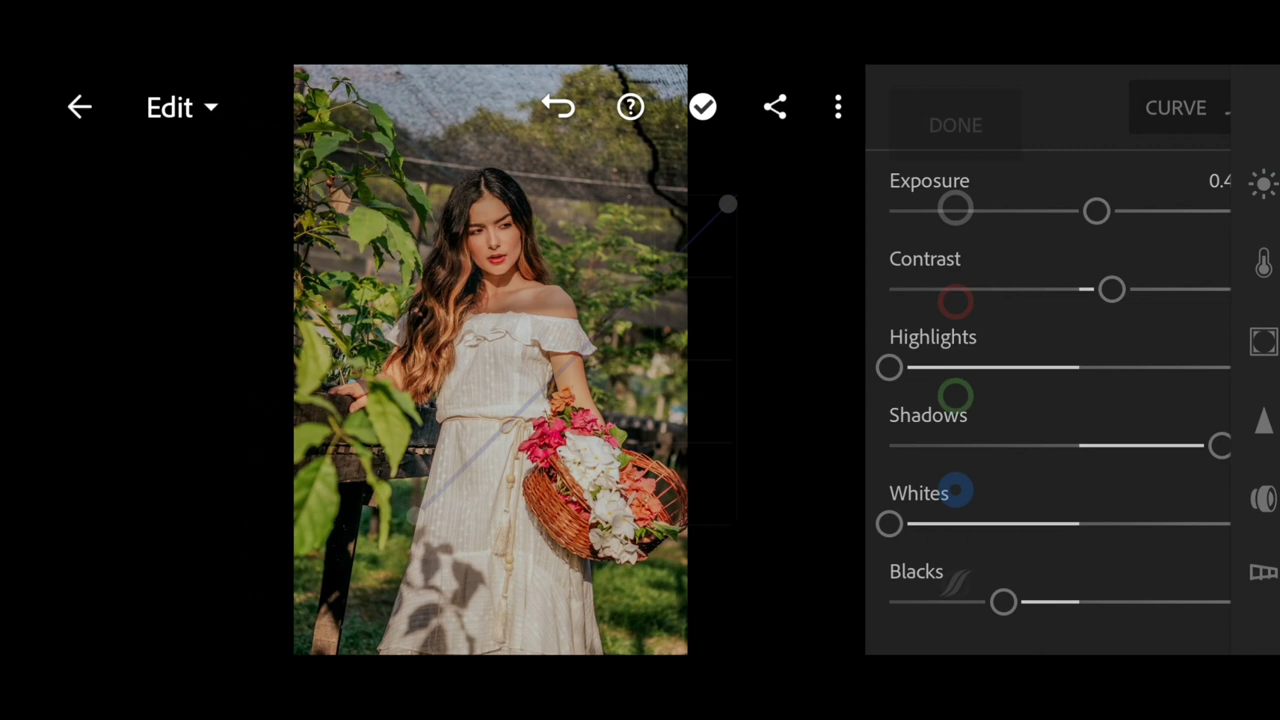 Edit
DONE
CURVE
Exposure
0.4
Contrast
Highlights
Shadows
Whites
Blacks